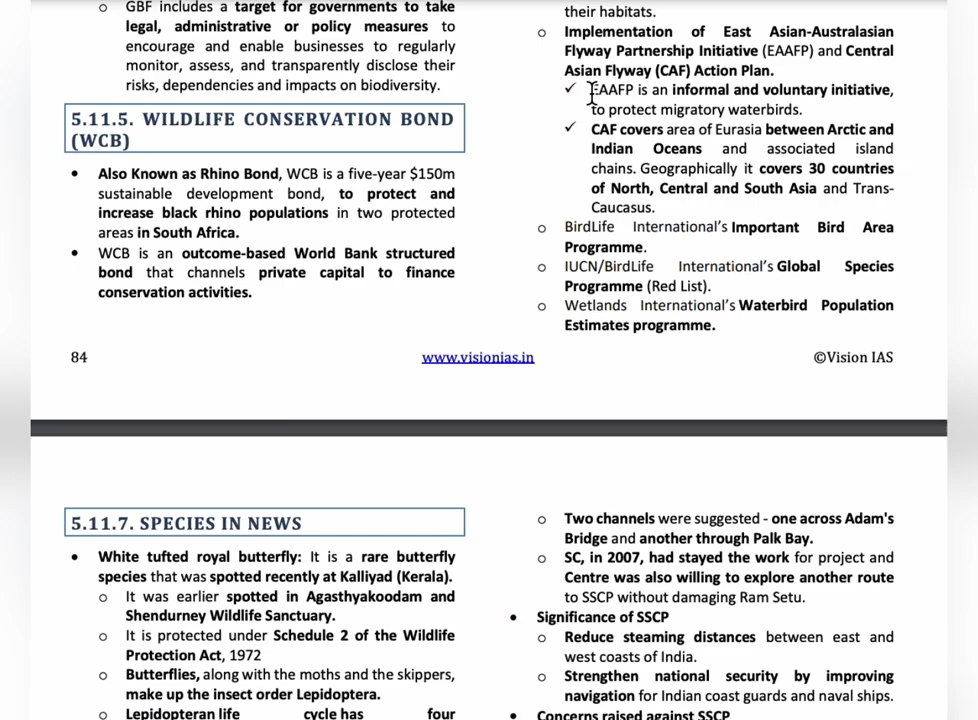 o GBF includes a target for governments to take
legal, administrative or policy measures to
encourage and enable businesses to regularly
monitor, assess, and transparently disclose their
risks, dependencies and impacts on biodiversity.
5.11.5. WILDLIFE CONSERVATION BOND
(WCB)
• Also Known as Rhino Bond, WCB is a five-year $150m
sustainable development bond, to protect and
increase black rhino populations in two protected
areas in South Africa.
• WCB is an outcome-based World Bank structured
bond that channels private capital to finance
conservation activities.
their habitats.
o Implementation of East Asian-Australasian
Flyway Partnership Initiative (EAAFP) and Central
Asian Flyway (CAF) Action Plan.
✓ EAAFP is an informal and voluntary initiative,
to protect migratory waterbirds.
✓ CAF covers area of Eurasia between Arctic and
Indian Oceans and associated island
chains. Geographically it covers 30 countries
of North, Central and South Asia and Trans-
Caucasus.
o BirdLife International's Important Bird Area
Programme.
o IUCN/BirdLife International's Global Species
Programme (Red List).
o Wetlands International's Waterbird Population
Estimates programme.
84 www.visionias.in ©Vision IAS
5.11.7. SPECIES IN NEWS
• White tufted royal butterfly: It is a rare butterfly
species that was spotted recently at Kalliyad (Kerala).
o It was earlier spotted in Agasthyakoodam and
Shendurney Wildlife Sanctuary.
o It is protected under Schedule 2 of the Wildlife
Protection Act, 1972
o Butterflies, along with the moths and the skippers,
make up the insect order Lepidoptera.
o Lepidopteran life cycle has four
o Two channels were suggested - one across Adam's
Bridge and another through Palk Bay.
o SC, in 2007, had stayed the work for project and
Centre was also willing to explore another route
to SSCP without damaging Ram Setu.
• Significance of SSCP
o Reduce steaming distances between east and
west coasts of India.
o Strengthen national security by improving
navigation for Indian coast guards and naval ships.
• Concerns raised against SSCP